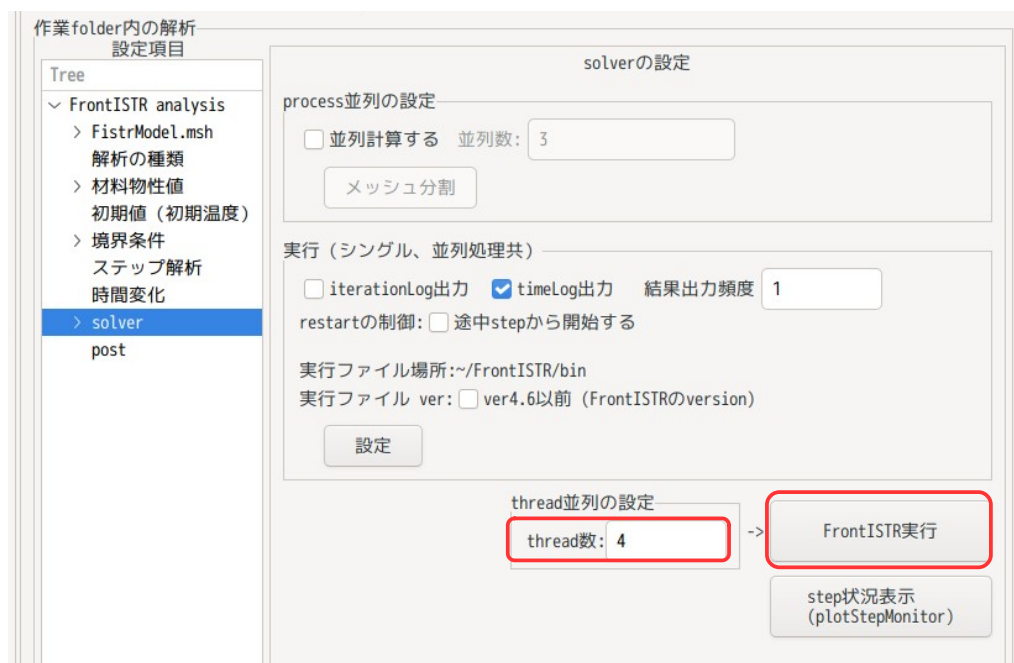 作業folder内の解析
設定項目
Tree
FrontISTR analysis
FistrModel.msh
解析の種類
材料物性値
初期値（初期温度）
境界条件
ステップ解析
時間変化
solver
post
solverの設定
process並列の設定
並列計算する 並列数: 3
メッシュ分割
実行（シングル、並列処理共）
iterationLog出力 timeLog出力 結果出力頻度 1
restartの制御: 途中stepから開始する
実行ファイル場所:~/FrontISTR/bin
実行ファイル ver: ver4.6以前（FrontISTRのversion）
設定
thread並列の設定
thread数: 4
-> FrontISTR実行
step状況表示
(plotStepMonitor)